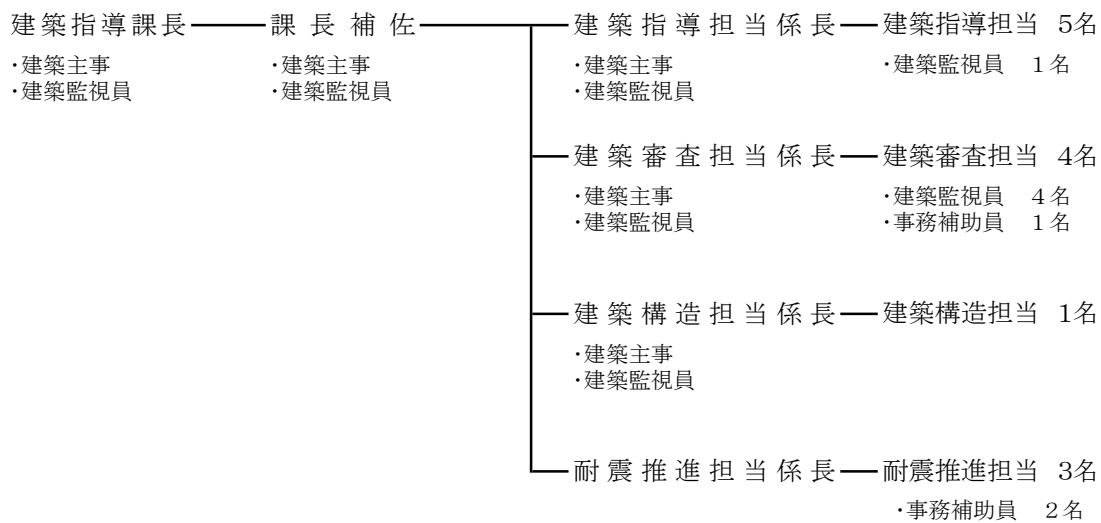 建築指導課長 課長補佐 建築指導担当係長 建築指導担当 5名
・建築主事 ・建築主事 ・建築主事 ・建築監視員 1名
・建築監視員 ・建築監視員 ・建築監視員
建築審査担当係長 建築審査担当 4名
・建築主事 ・建築監視員 4名
・建築監視員 ・事務補助員 1名
建築構造担当係長 建築構造担当 1名
・建築主事
・建築監視員
耐震推進担当係長 耐震推進担当 3名
・事務補助員 2名